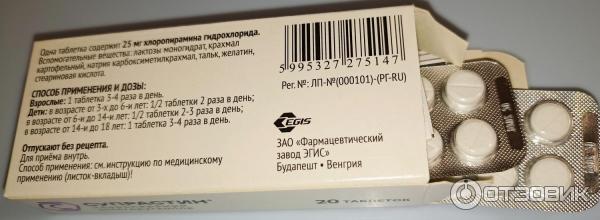 Одна таблетка содержит: 25 мг хлоропирамина гидрохлорида.
Вспомогательные вещества: лактозы моногидрат, крахмал
картофельный, натрия карбоксиметилкрахмал, тальк, желатин,
стеариновая кислота.
СПОСОБ ПРИМЕНЕНИЯ И ДОЗЫ:
Взрослые: 1 таблетка 3-4 раза в день;
Дети: в возрасте от 3-х до 6-и лет: 1/2 таблетки 2 раза в день;
в возрасте от 6-и до 14-и лет: 1/2 таблетки 2-3 раза в день;
в возрасте от 14-и до 18 лет: 1 таблетка 3-4 раза в день.
Отпускают без рецепта.
Для приёма внутрь.
Способ применения: см.инструкцию по медицинскому
применению (листок-вкладыш)!
5995327275147
Рег. №: ЛП-№(000101)-(РГ-RU)
EGIS
ЗАО «Фармацевтический
завод ЭГИС»
Будапешт • Венгрия
СУПРАСТИН®
20 ТАБЛЕТОК
ОТЗОВИК